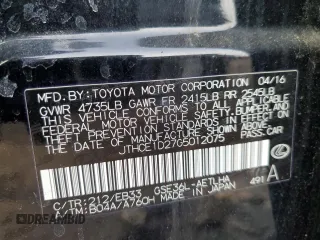 MFD.BY:TOYOTA MOTOR CORPORATION 04/16
GVWR 4735LB GAWR FR 2415LB RR 2545LB
THIS VEHICLE CONFORMS TO ALL APPLICABLE
FEDERAL MOTOR VEHICLE SAFETY, BUMPER, AND
THEFT PREVENTION STANDARDS IN EFFECT ON
THE DATE OF MANUFACTURE SHOWN ABOVE.
JTHCE1D27G5012075
PASS.CAR
C/TR:212/EB33 GSE36L-AETLHA
A/TM:B04A/A760H MADE IN JAPAN 491 A